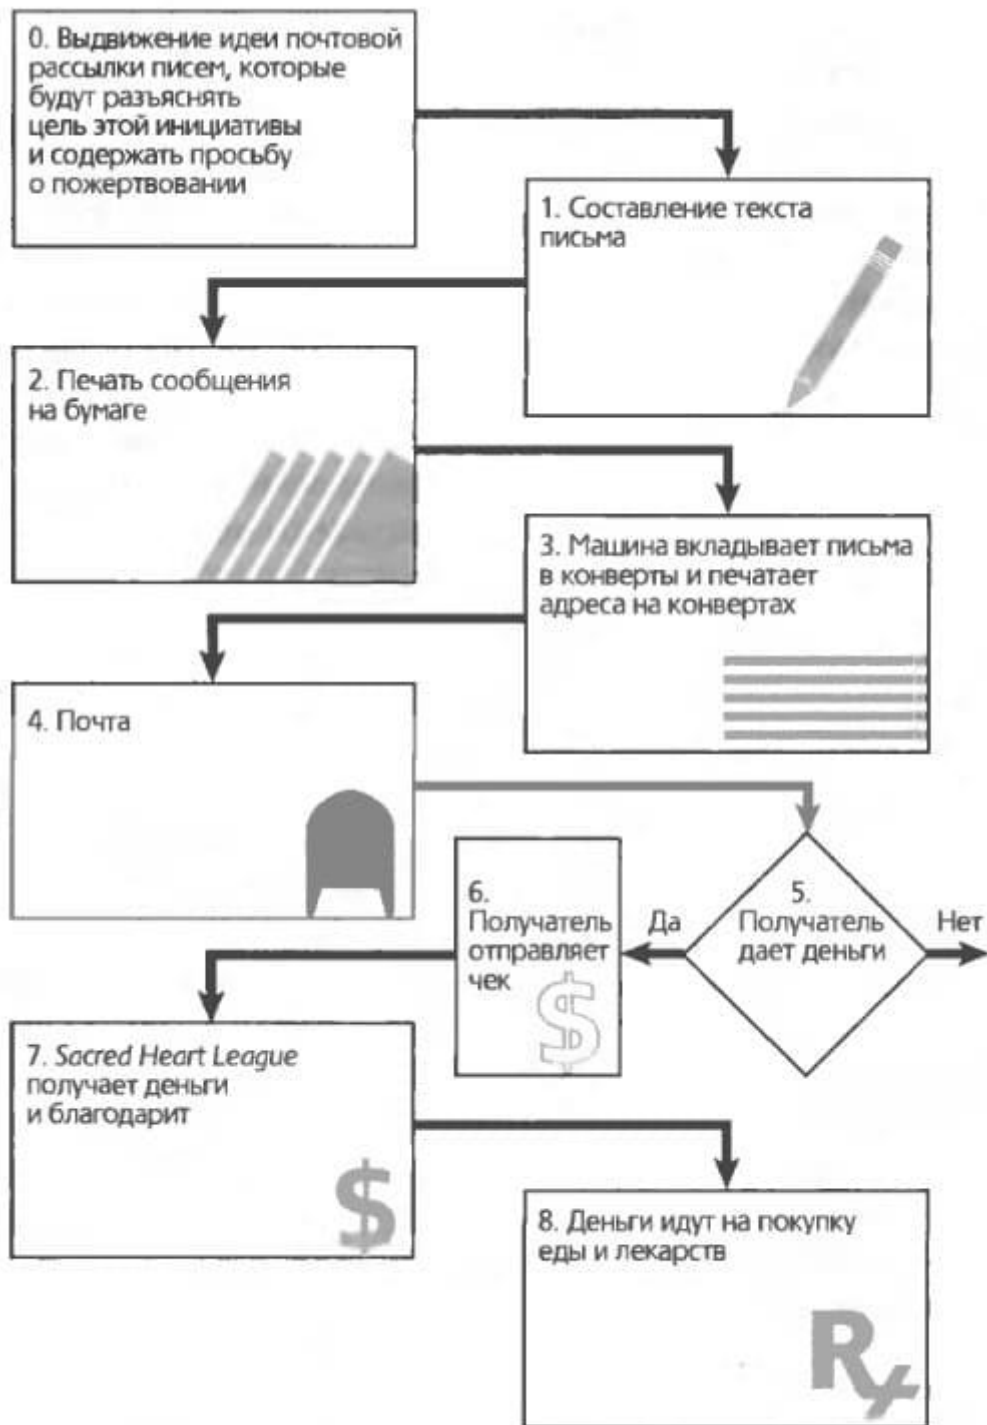 0. Выдвижение идеи почтовой
рассылки писем, которые
будут разъяснять
цель этой инициативы
и содержать просьбу
о пожертвовании
1. Составление текста
письма
2. Печать сообщения
на бумаге
3. Машина вкладывает письма
в конверты и печатает
адреса на конвертах
4. Почта
5.
Получатель
дает деньги
Да
Нет
6.
Получатель
отправляет
чек
$
7. Sacred Heart League
получает деньги
и благодарит
$
8. Деньги идут на покупку
еды и лекарств
Rx